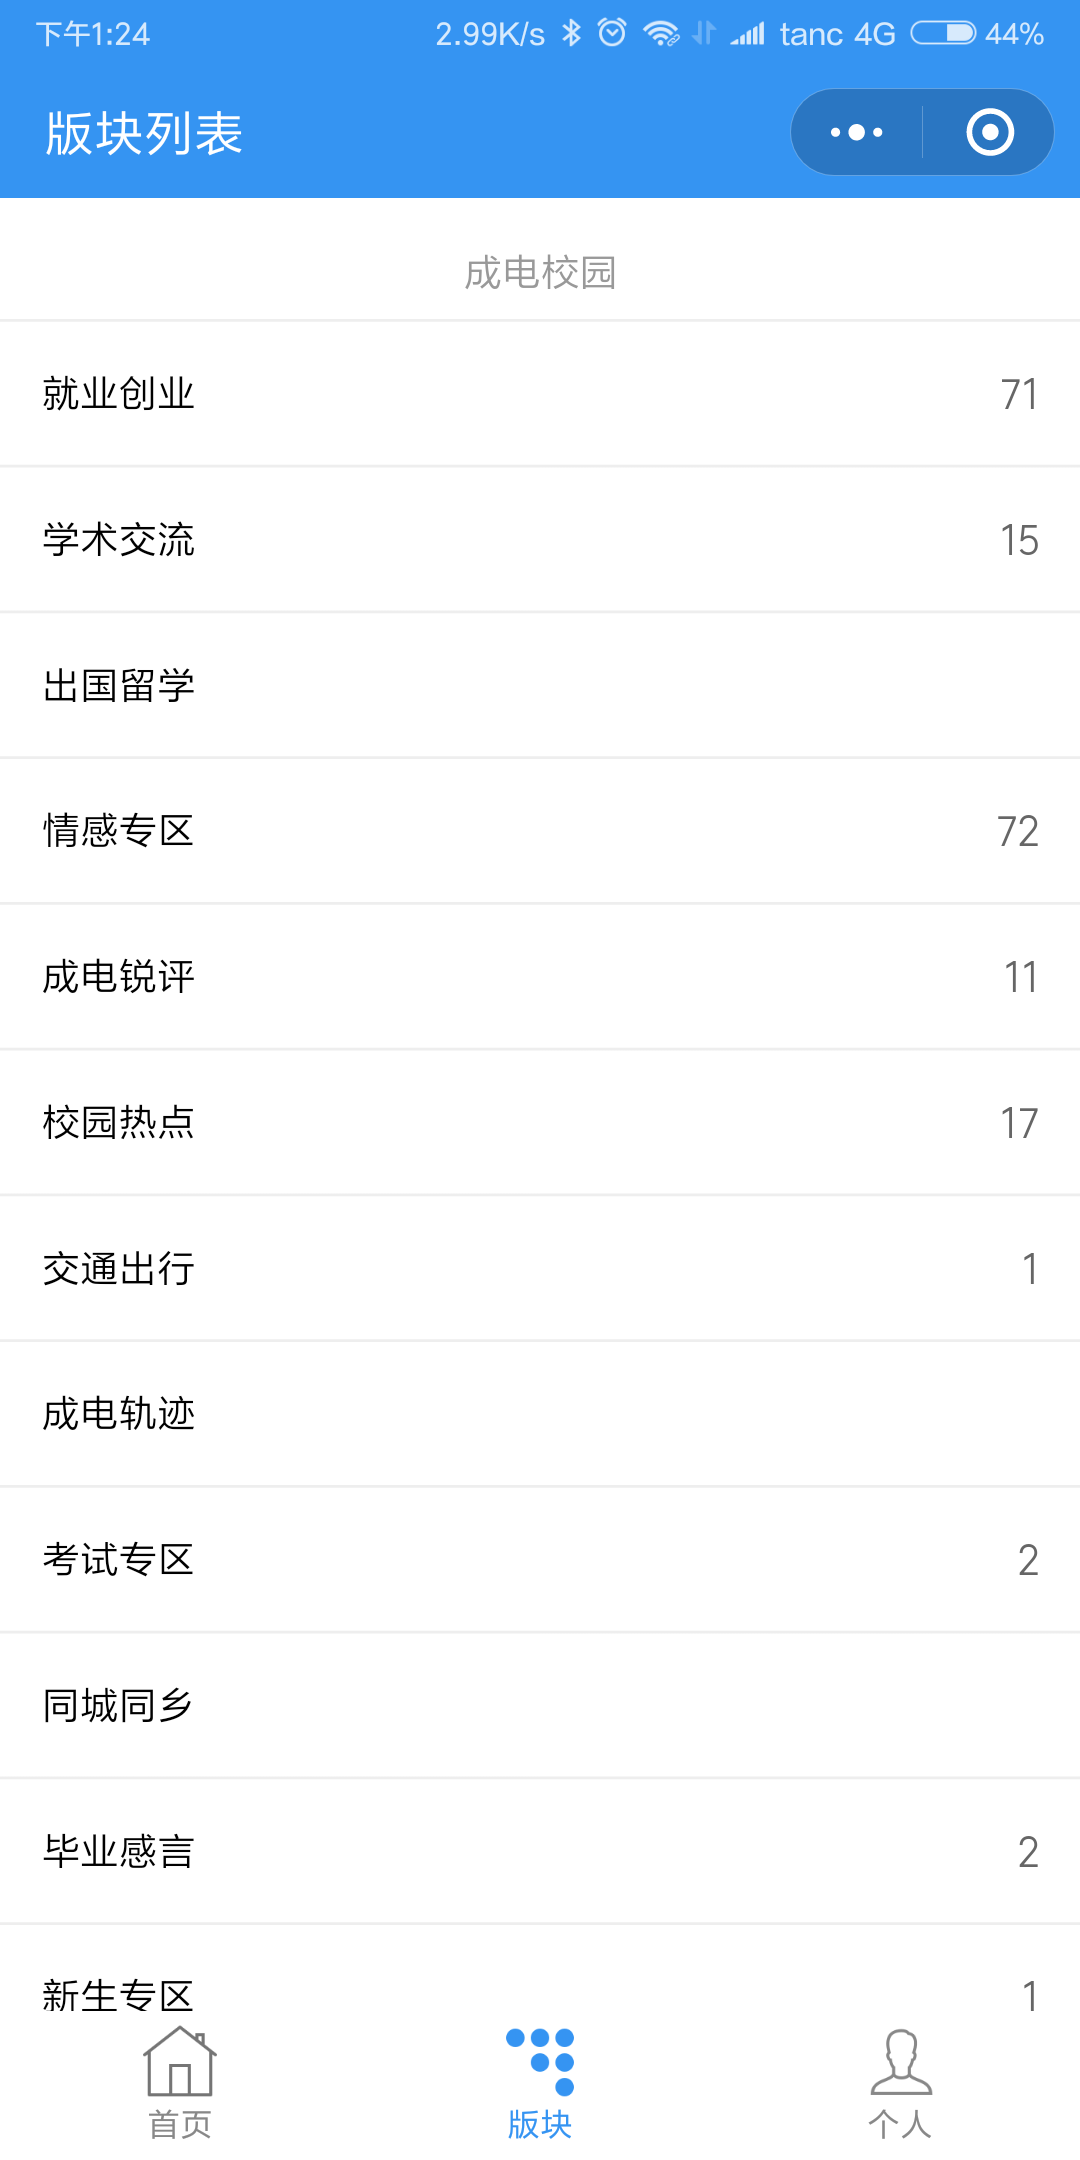 下午1:24 2.99K/s tanc 4G 44%
版块列表
成电校园
就业创业 71
学术交流 15
出国留学
情感专区 72
成电锐评 11
校园热点 17
交通出行 1
成电轨迹
考试专区 2
同城同乡
毕业感言 2
新生专区 1
首页 版块 个人